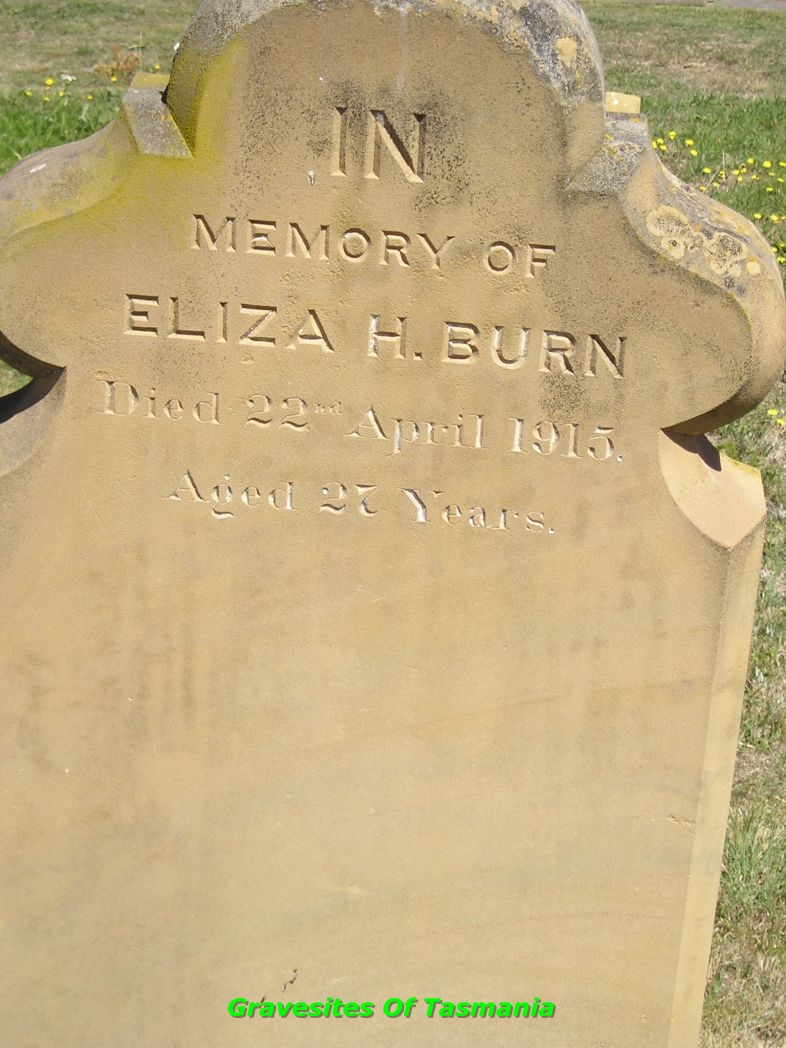 IN
MEMORY OF
ELIZA H. BURN
Died 22nd April 1915.
Aged 27 Years.
Gravesites Of Tasmania